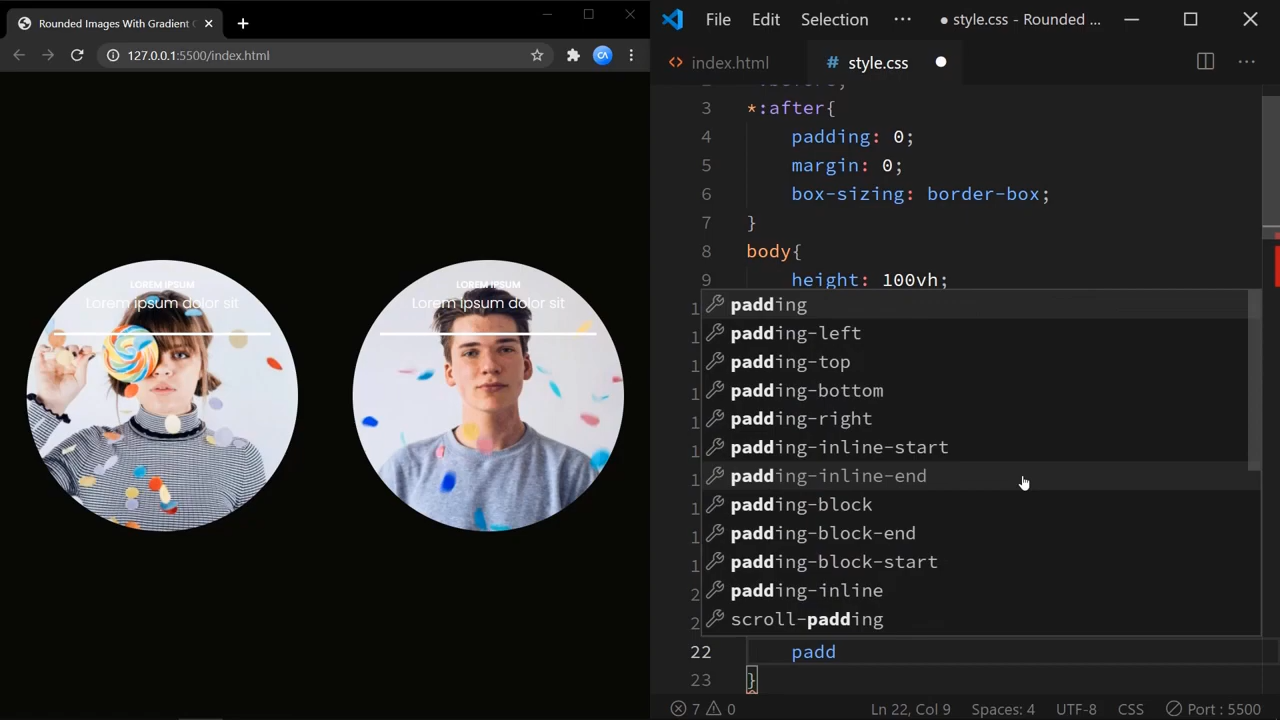 Rounded Images With Gradient
127.0.0.1:5500/index.html
CA
LOREM IPSUM
Lorem ipsum dolor sit
LOREM IPSUM
Lorem ipsum dolor sit
File Edit Selection ··· ● style.css - Rounded ...
<> index.html
# style.css ●
3 *:after{
4 padding: 0;
5 margin: 0;
6 box-sizing: border-box;
7 }
8 body{
9 height: 100vh;
padding
padding-left
padding-top
padding-bottom
padding-right
padding-inline-start
padding-inline-end
padding-block
padding-block-end
padding-block-start
padding-inline
scroll-padding
22 padd
23 }
7 0 Ln 22, Col 9 Spaces: 4 UTF-8 CSS Port : 5500